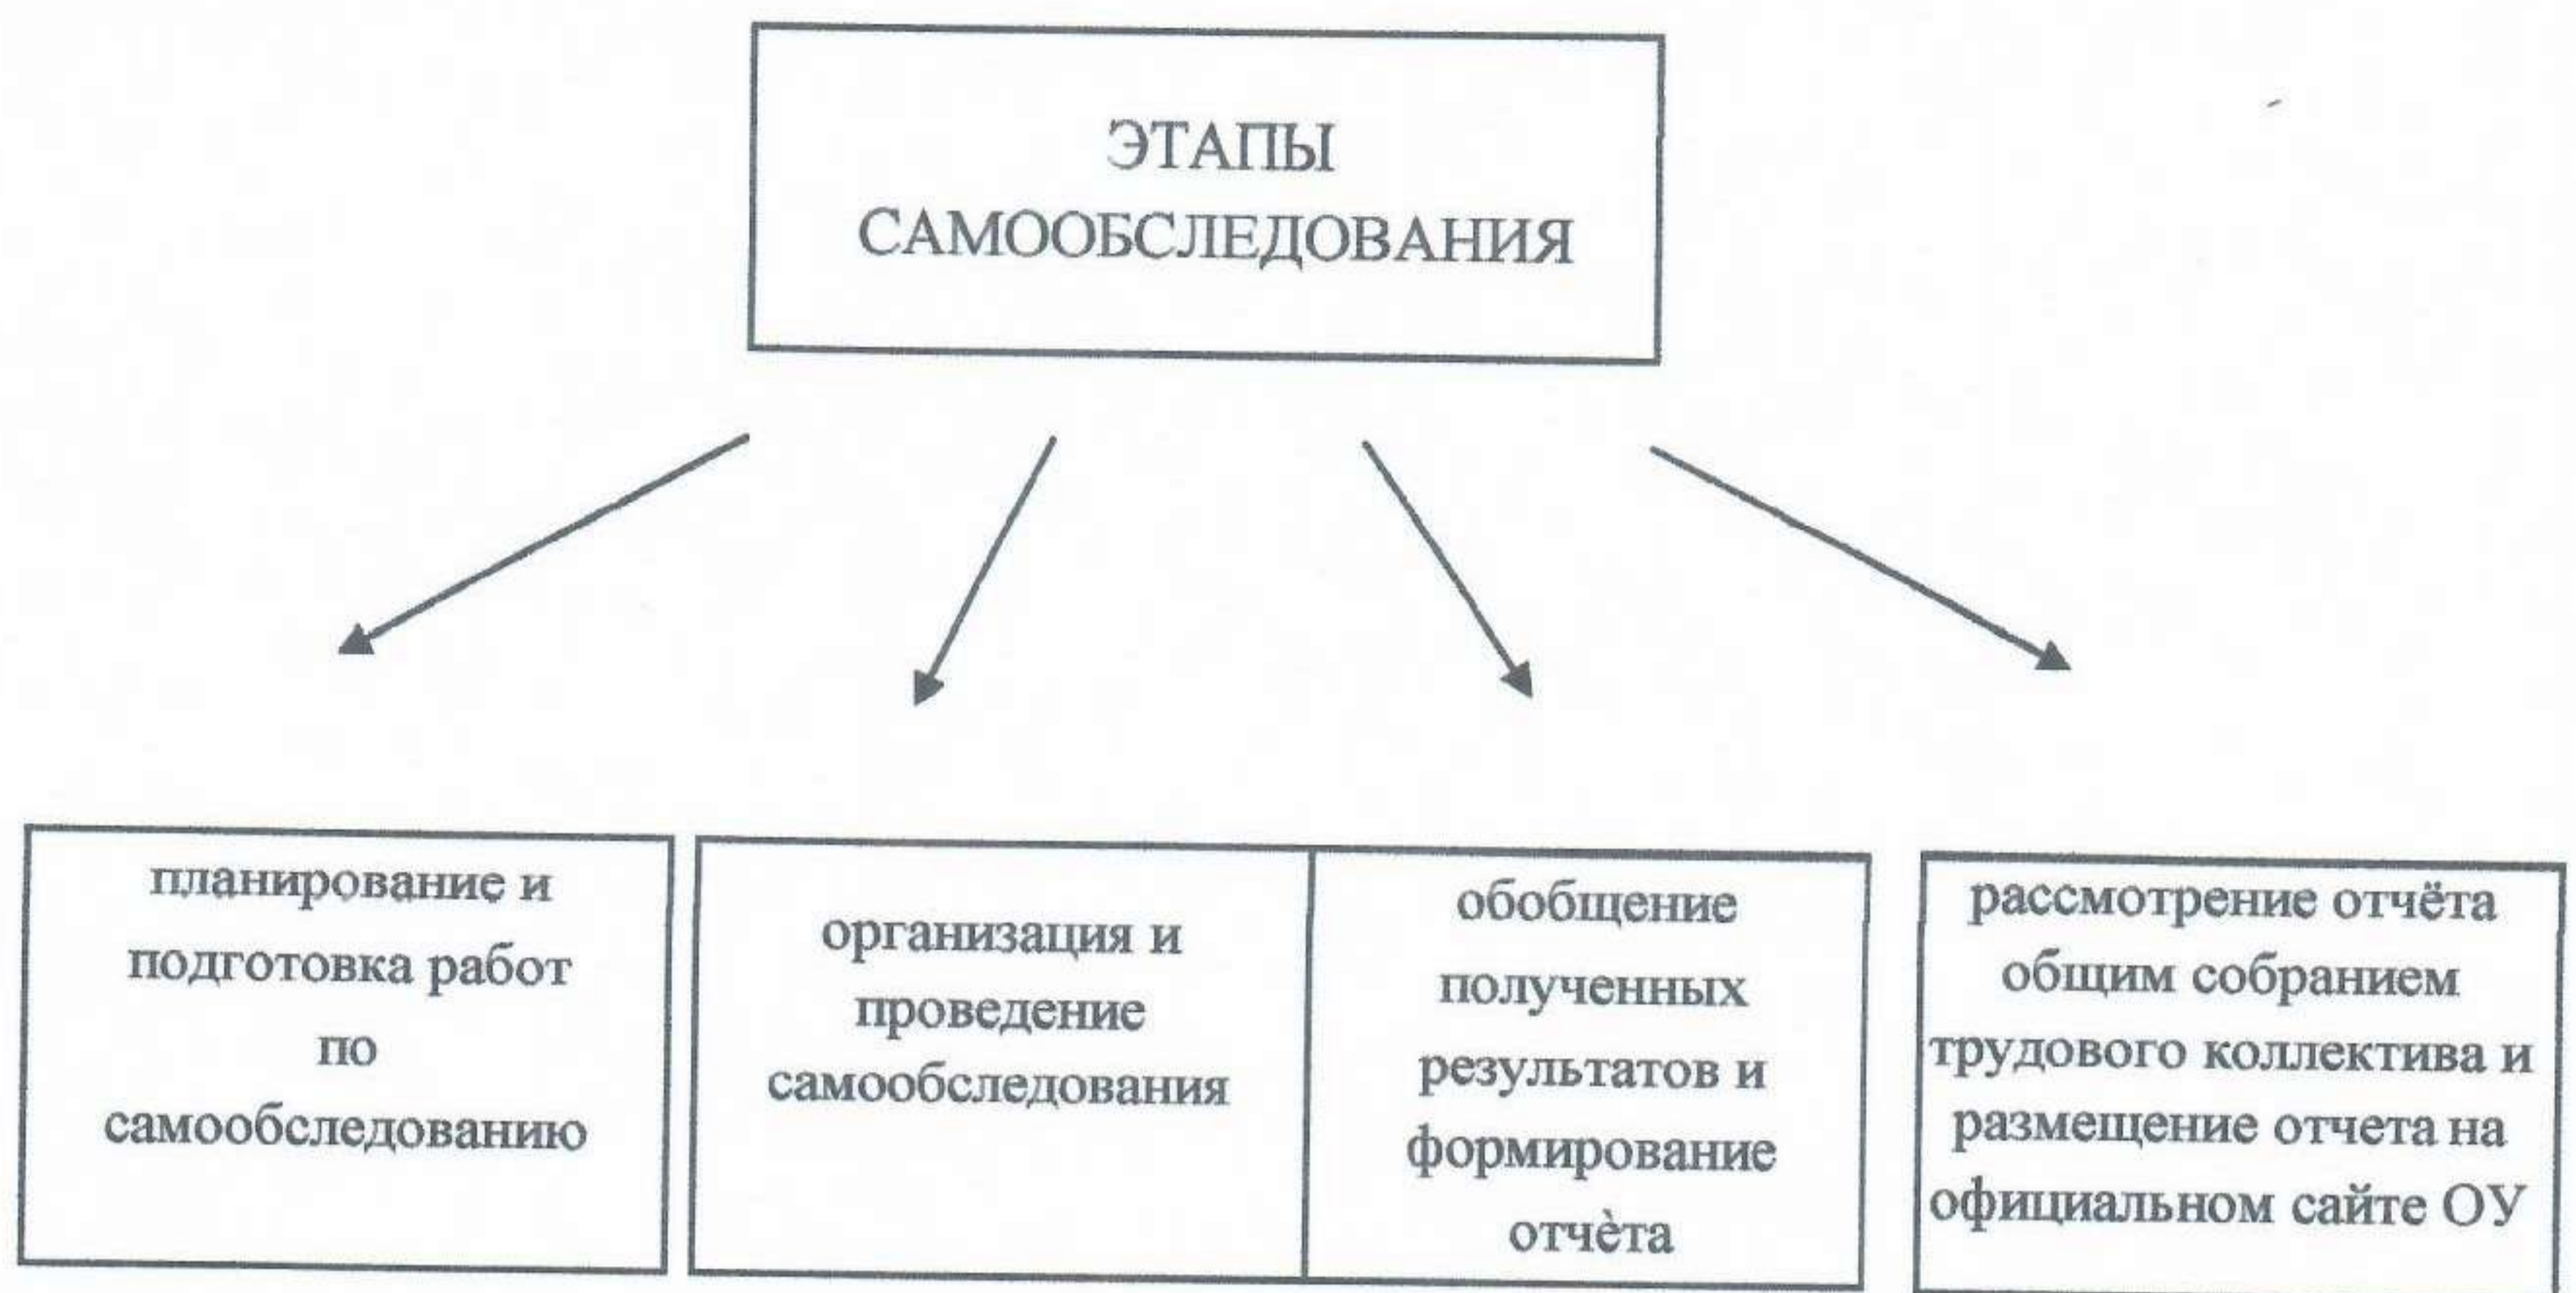 ЭТАПЫ
САМООБСЛЕДОВАНИЯ
планирование и
подготовка работ
по
самообследованию
организация и
проведение
самообследования
обобщение
полученных
результатов и
формирование
отчѐта
рассмотрение отчёта
общим собранием
трудового коллектива и
размещение отчета на
официальном сайте ОУ